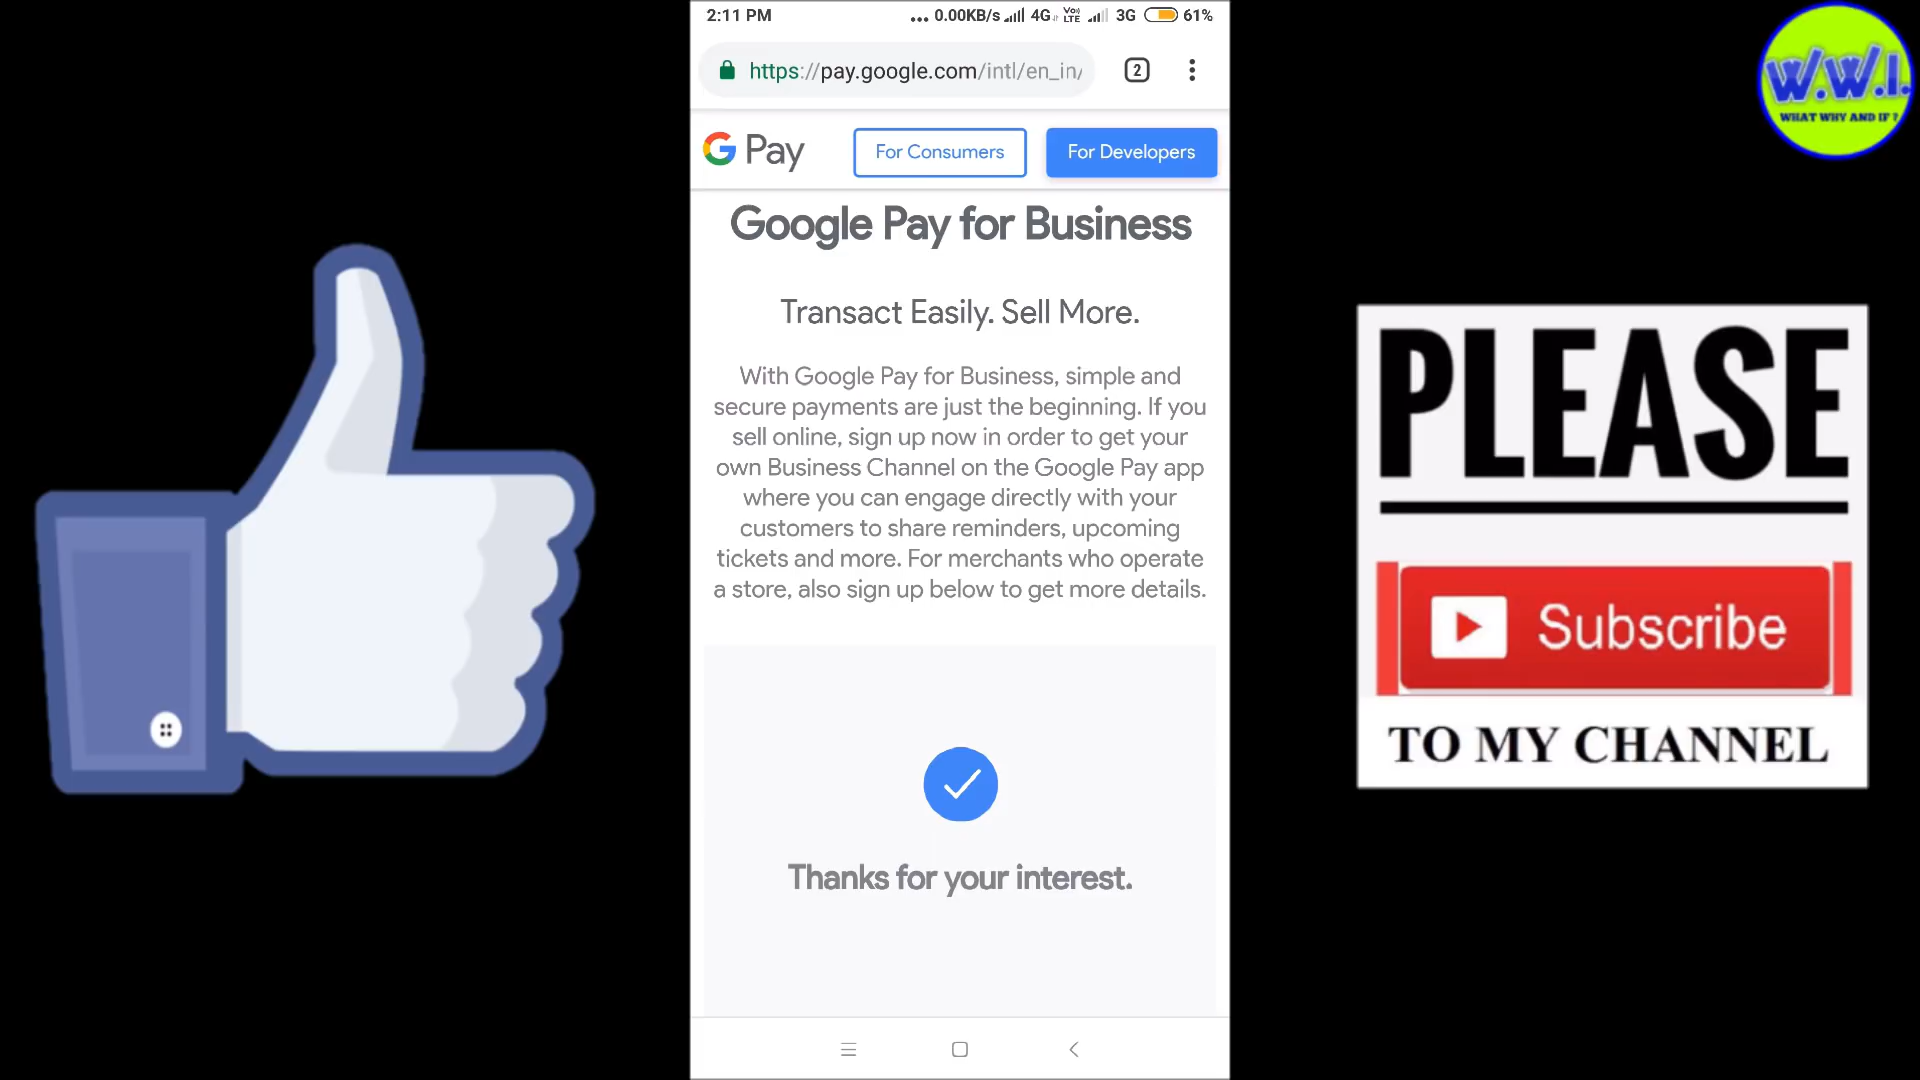 2:11 PM
... 0.00KB/s 4G VoLTE 3G 61%
https://pay.google.com/intl/en_in/
2
G Pay
For Consumers
For Developers
Google Pay for Business
Transact Easily. Sell More.
With Google Pay for Business, simple and
secure payments are just the beginning. If you
sell online, sign up now in order to get your
own Business Channel on the Google Pay app
where you can engage directly with your
customers to share reminders, upcoming
tickets and more. For merchants who operate
a store, also sign up below to get more details.
Thanks for your interest.
W.W.I.
WHAT WHY AND IF ?
PLEASE
Subscribe
TO MY CHANNEL